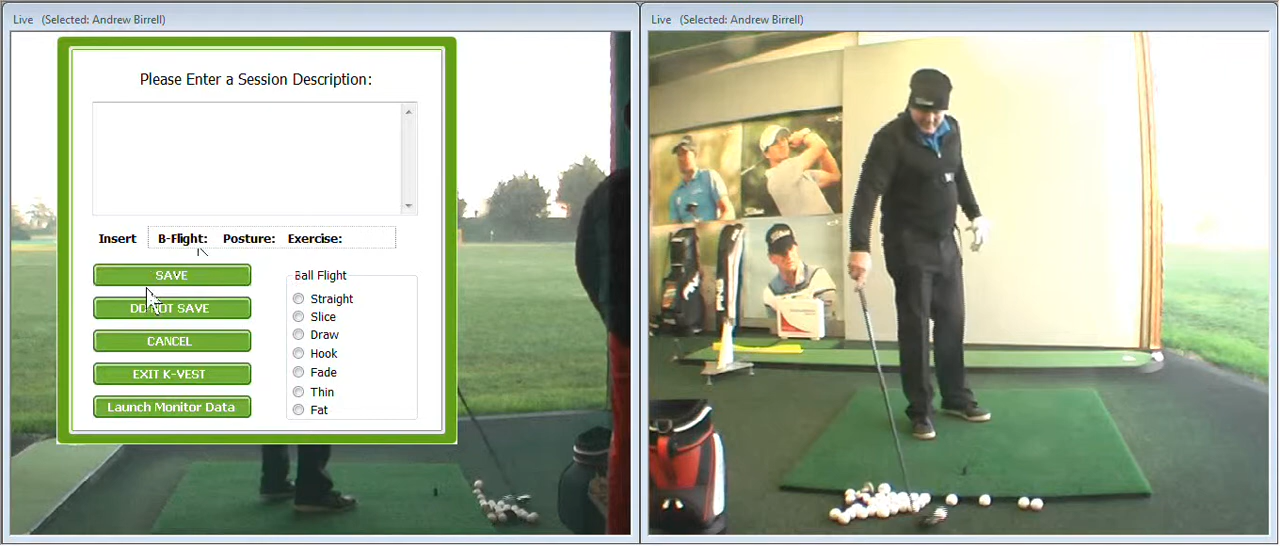 Live (Selected: Andrew Birrell)
Live (Selected: Andrew Birrell)
Please Enter a Session Description:
Insert B-Flight: Posture: Exercise:
SAVE
DO NOT SAVE
CANCEL
EXIT K-VEST
Launch Monitor Data
Ball Flight
Straight
Slice
Draw
Hook
Fade
Thin
Fat
PING